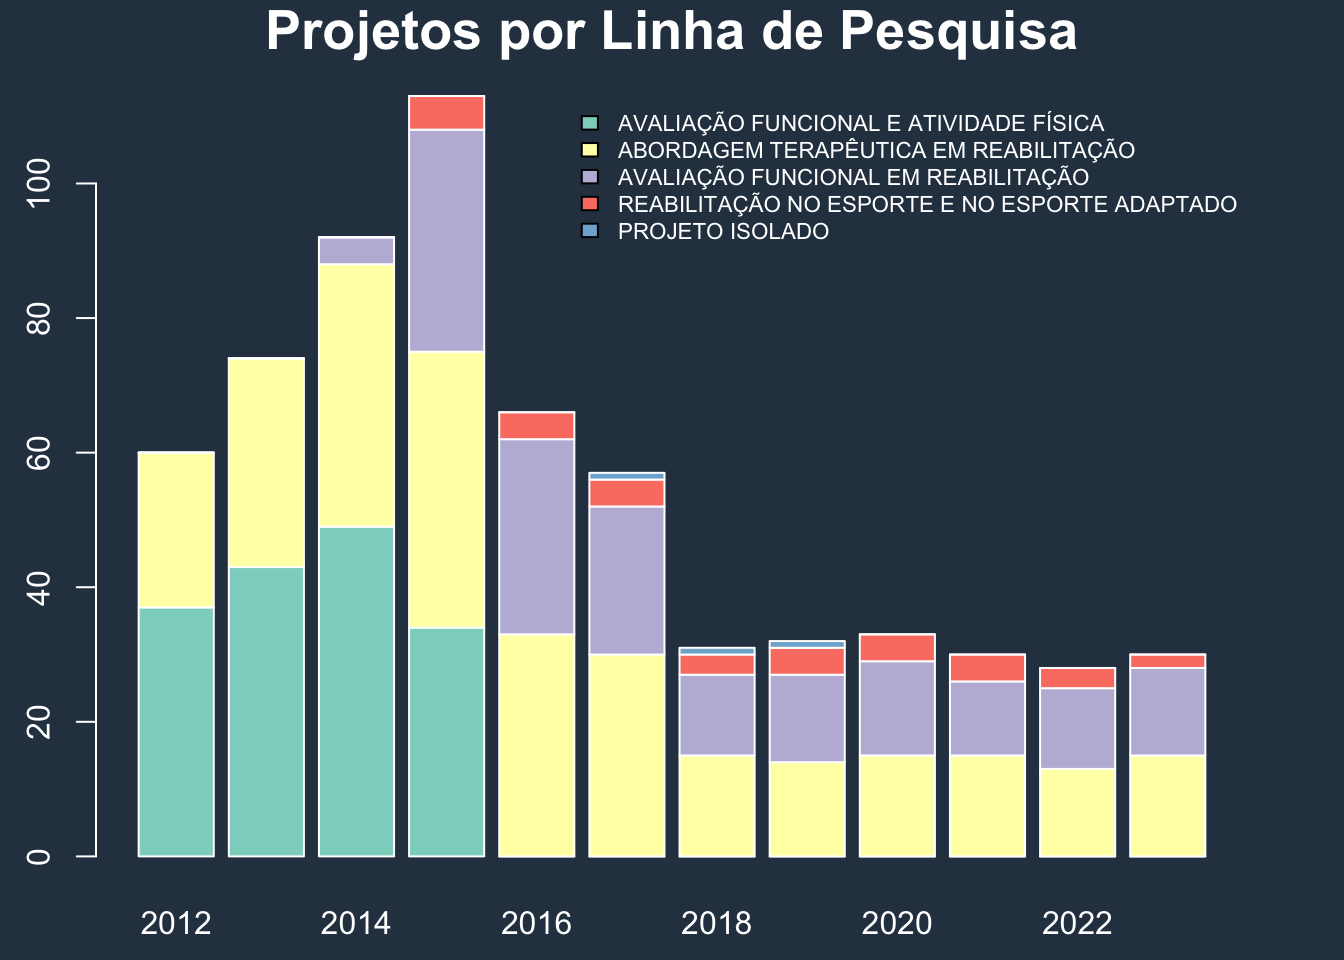 Projetos por Linha de Pesquisa
AVALIAÇÃO FUNCIONAL E ATIVIDADE FÍSICA
ABORDAGEM TERAPÊUTICA EM REABILITAÇÃO
AVALIAÇÃO FUNCIONAL EM REABILITAÇÃO
REABILITAÇÃO NO ESPORTE E NO ESPORTE ADAPTADO
PROJETO ISOLADO
100
80
60
40
20
0
2012 2014 2016 2018 2020 2022